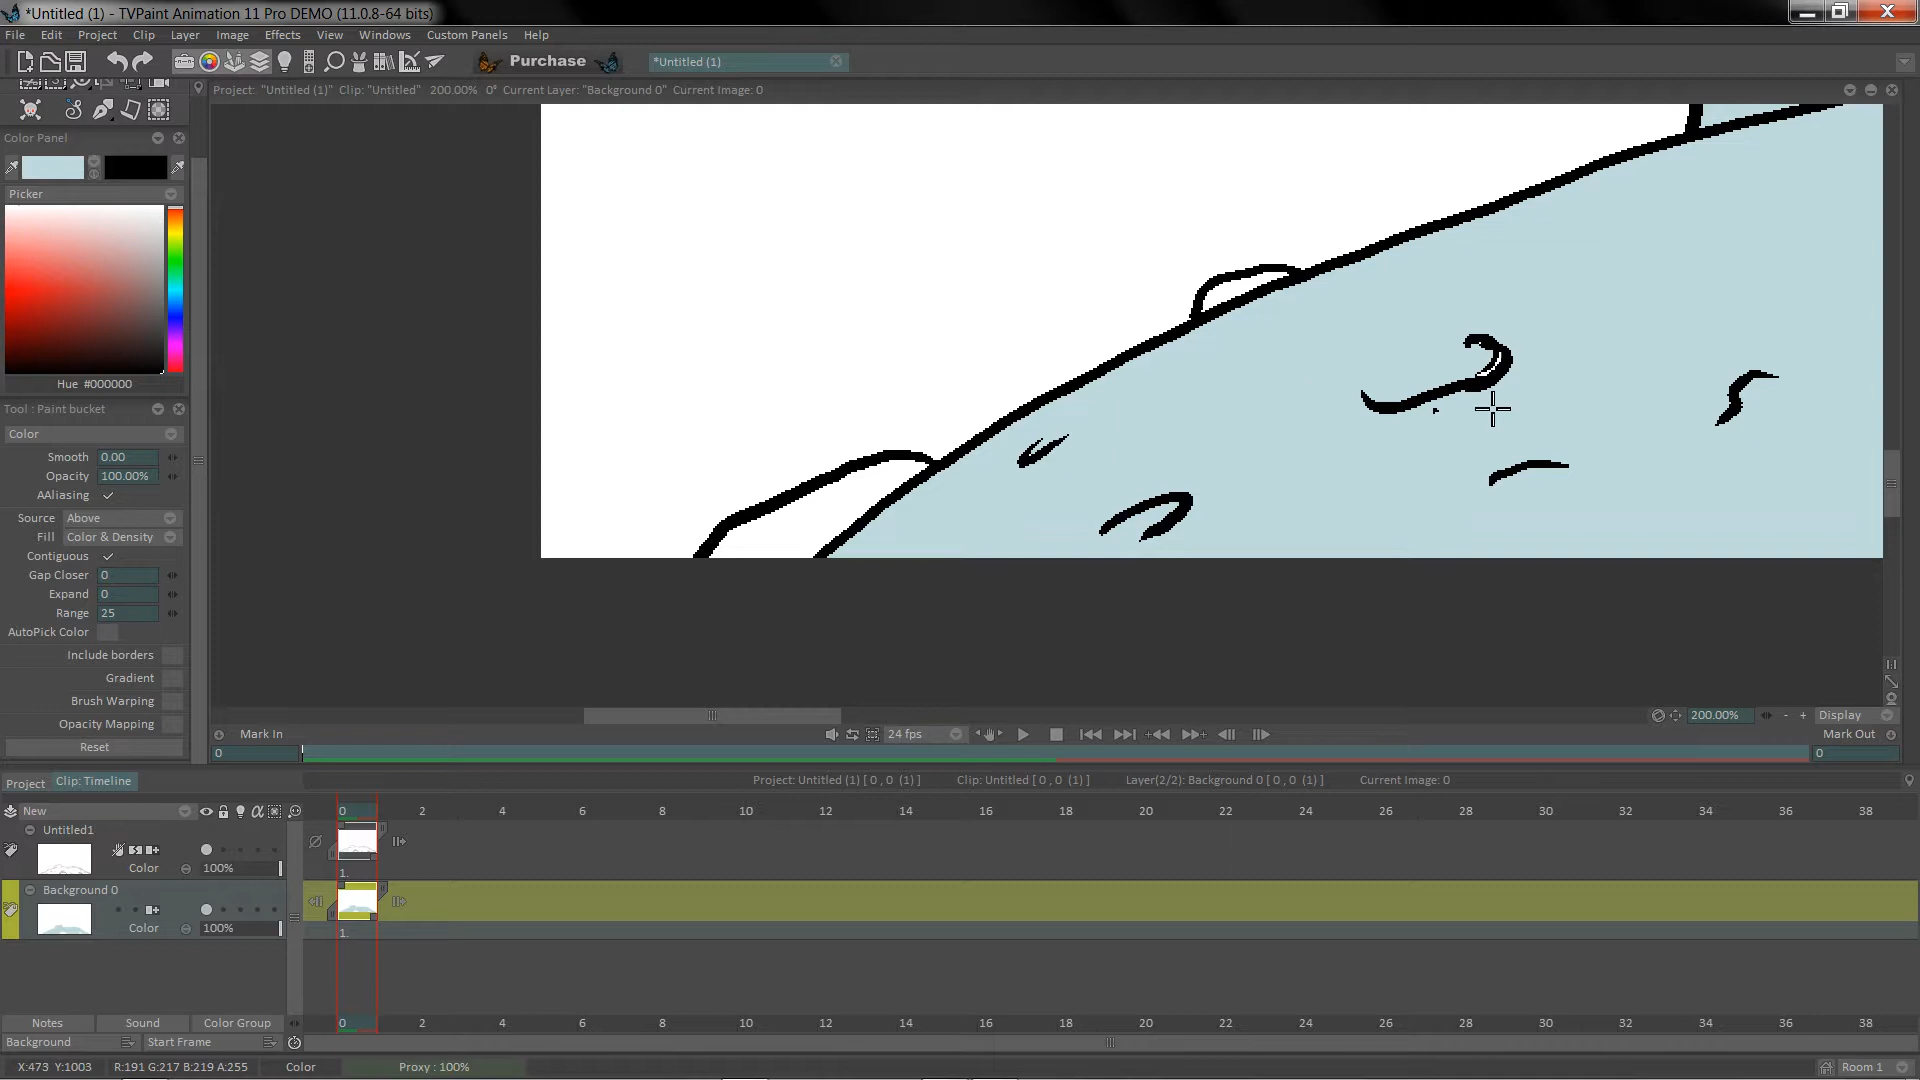 *Untitled (1) - TVPaint Animation 11 Pro DEMO (11.0.8-64 bits)
File Edit Project Clip Layer Image Effects View Windows Custom Panels Help
Purchase *Untitled (1)
Project: "Untitled (1)" Clip: "Untitled" 200.00% 0° Current Layer: "Background 0" Current Image: 0
Color Panel
Picker
Hue #000000
Tool : Paint bucket
Color
Smooth 0.00
Opacity 100.00%
AAliasing
Source Above
Fill Color & Density
Contiguous
Gap Closer 0
Expand 0
Range 25
AutoPick Color
Include borders
Gradient
Brush Warping
Opacity Mapping
Reset
200.00% - + Display
Mark In 24 fps Mark Out
0 0
Project Clip: Timeline Project: Untitled (1) [ 0 , 0 (1) ] Clip: Untitled [ 0 , 0 (1) ] Layer(2/2): Background 0 [ 0 , 0 (1) ] Current Image: 0
New 0 2 4 6 8 10 12 14 16 18 20 22 24 26 28 30 32 34 36 38
Untitled1
Color 100% 1.
Background 0
Color 100% 1.
Notes Sound Color Group 0 2 4 6 8 10 12 14 16 18 20 22 24 26 28 30 32 34 36 38
Background Start Frame
X:473 Y:1003 R:191 G:217 B:219 A:255 Color Proxy : 100% Room 1